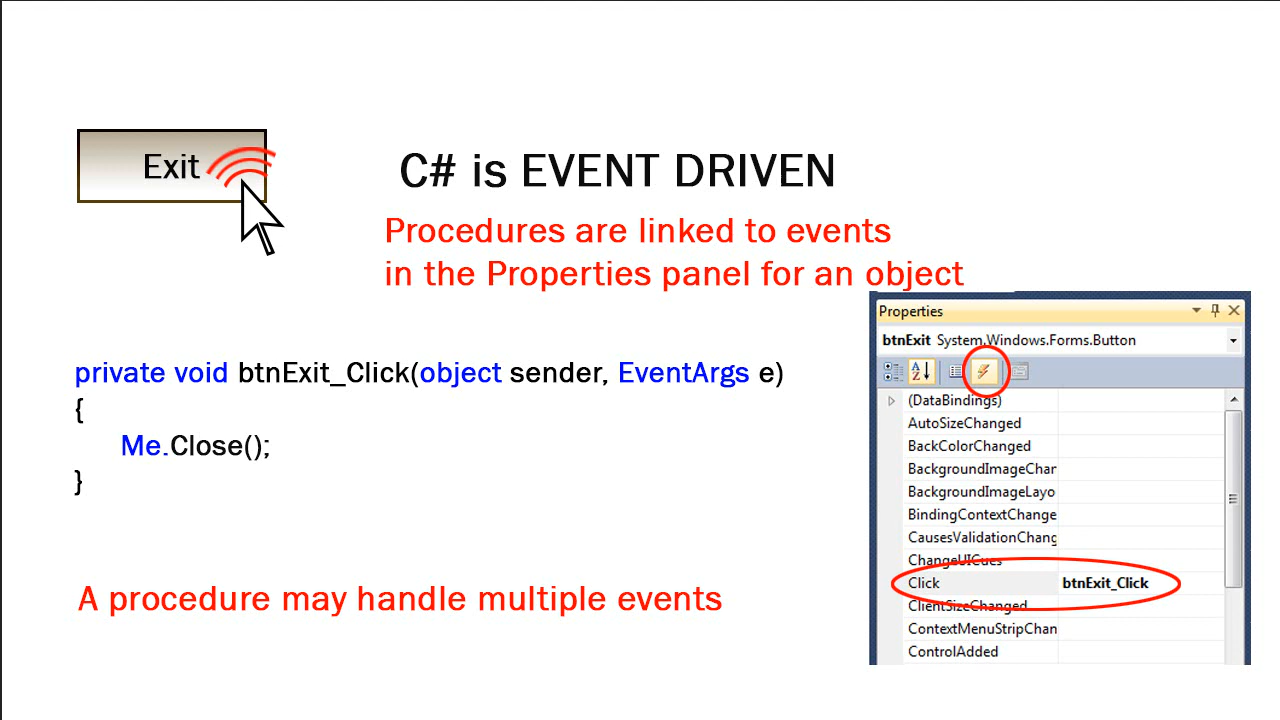 Exit
C# is EVENT DRIVEN
Procedures are linked to events
in the Properties panel for an object
private void btnExit_Click(object sender, EventArgs e)
{
Me.Close();
}
A procedure may handle multiple events
Properties
btnExit System.Windows.Forms.Button
(DataBindings)
AutoSizeChanged
BackColorChanged
BackgroundImageChan
BackgroundImageLayo
BindingContextChange
CausesValidationChang
ChangeUICues
Click btnExit_Click
ClientSizeChanged
ContextMenuStripChan
ControlAdded